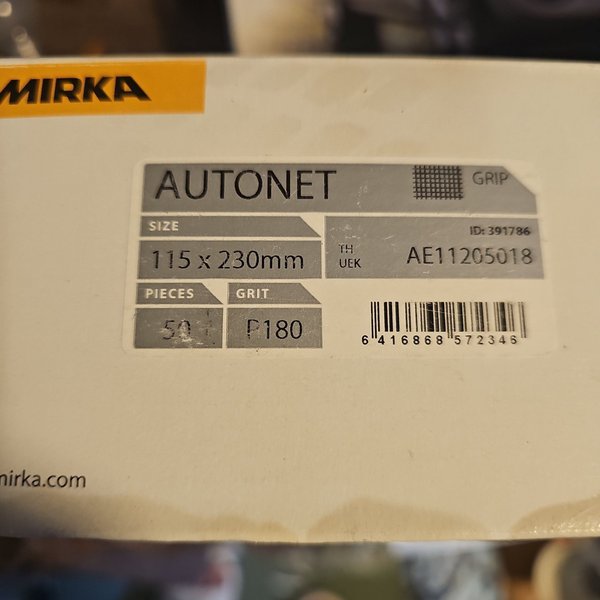 MIRKA
AUTONET
GRIP
SIZE
115 x 230mm
ID: 391786
TH
UEK
AE11205018
PIECES
50
GRIT
P180
6 416868 572346
mirka.com